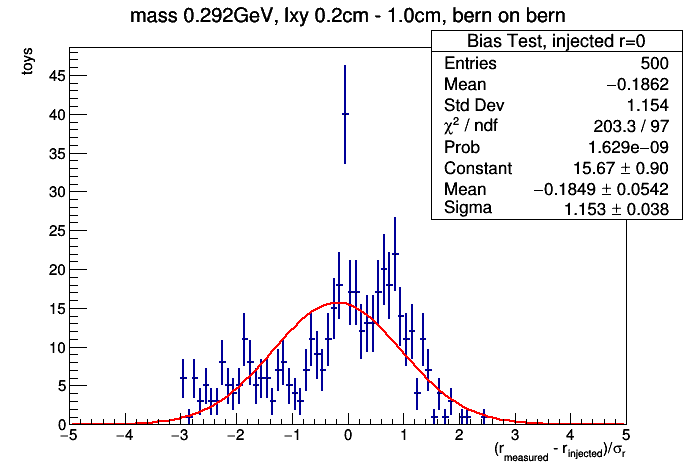 mass 0.292GeV, lxy 0.2cm - 1.0cm, bern on bern
toys
Bias Test, injected r=0
Entries 500
Mean −0.1862
Std Dev 1.154
χ² / ndf 203.3 / 97
Prob 1.629e−09
Constant 15.67 ± 0.90
Mean −0.1849 ± 0.0542
Sigma 1.153 ± 0.038
45
40
35
30
25
20
15
10
5
0
−5 −4 −3 −2 −1 0 1 2 3 4 5
(r_measured - r_injected)/σ_r